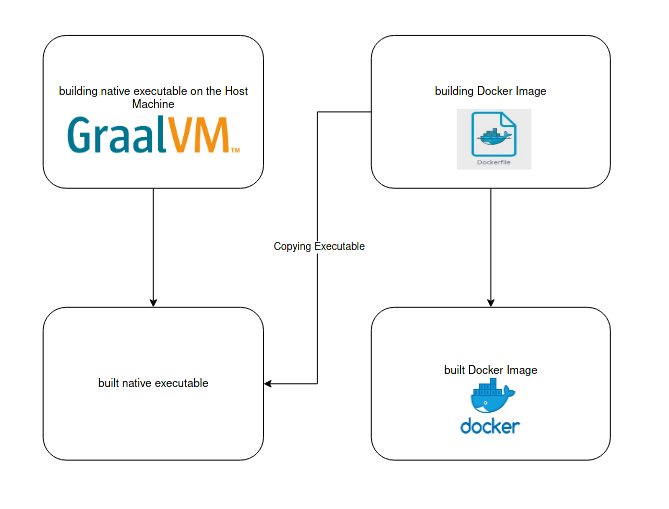 building native executable on the Host
Machine
GraalVM™
building Docker Image
Dockerfile
Copying Executable
built native executable
built Docker Image
docker